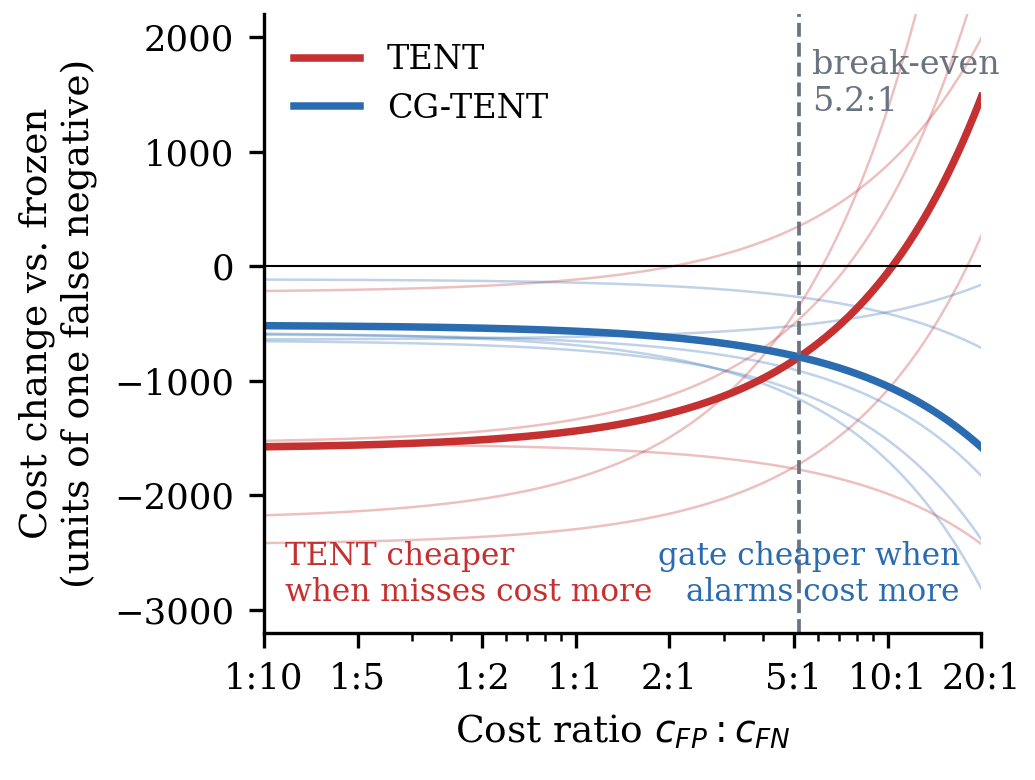 2000
1000
0
−1000
−2000
−3000
Cost change vs. frozen
(units of one false negative)
TENT
CG-TENT
break-even
5.2:1
TENT cheaper
when misses cost more
gate cheaper when
alarms cost more
1:10 1:5 1:2 1:1 2:1 5:1 10:1 20:1
Cost ratio c_FP : c_FN